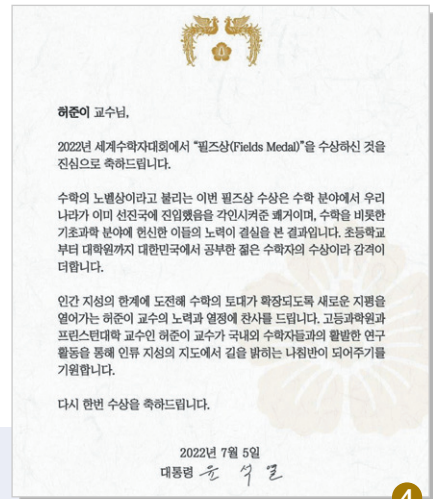 허준이 교수님,
2022년 세계수학자대회에서 “필즈상(Fields Medal)”을 수상하신 것을
진심으로 축하드립니다.
수학의 노벨상이라고 불리는 이번 필즈상 수상은 수학 분야에서 우리
나라가 이미 선진국에 진입했음을 각인시켜준 쾌거이며, 수학을 비롯한
기초과학 분야에 헌신한 이들의 노력이 결실을 본 결과입니다. 초등학교
부터 대학원까지 대한민국에서 공부한 젊은 수학자의 수상이라 감격이
더합니다.
인간 지성의 한계에 도전해 수학의 토대가 확장되도록 새로운 지평을
열어가는 허준이 교수의 노력과 열정에 찬사를 드립니다. 고등과학원과
프린스턴대학 교수인 허준이 교수가 국내외 수학자들과의 활발한 연구
활동을 통해 인류 지성의 지도에서 길을 밝히는 나침반이 되어주기를
기원합니다.
다시 한번 수상을 축하드립니다.
2022년 7월 5일
대통령 윤석열
4